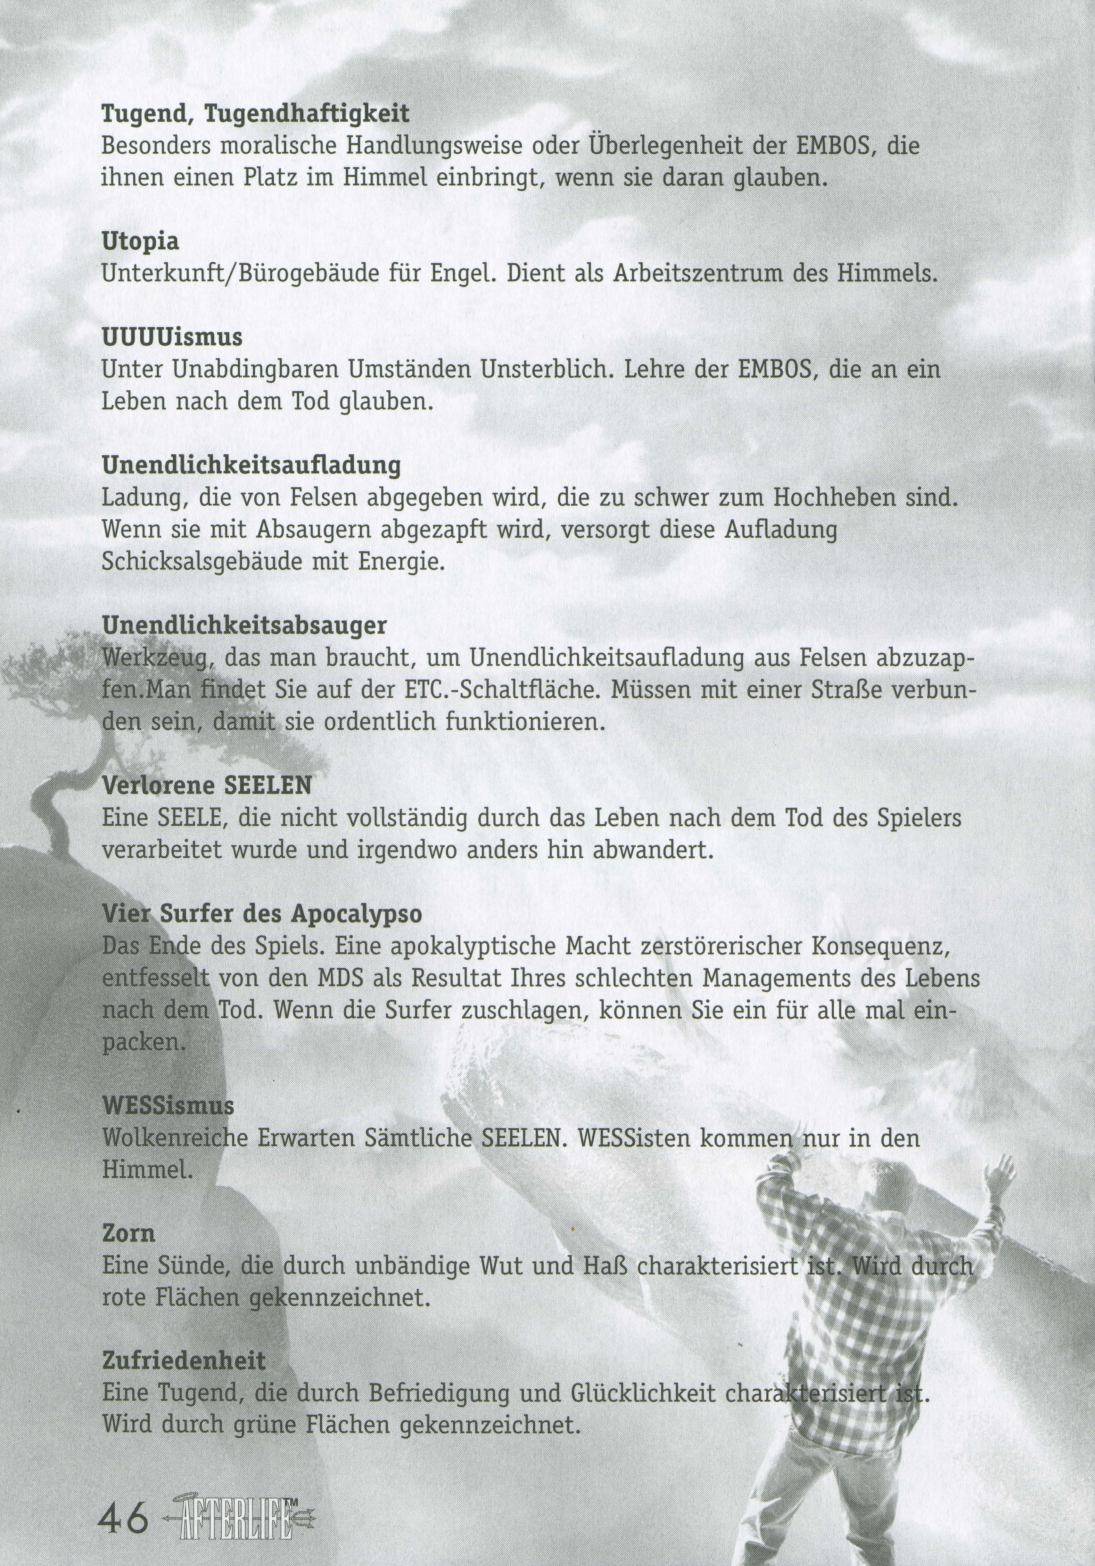 Tugend, Tugendhaftigkeit
Besonders moralische Handlungsweise oder Überlegenheit der EMBOS, die
ihnen einen Platz im Himmel einbringt, wenn sie daran glauben.
Utopia
Unterkunft/Bürogebäude für Engel. Dient als Arbeitszentrum des Himmels.
UUUUismus
Unter Unabdingbaren Umständen Unsterblich. Lehre der EMBOS, die an ein
Leben nach dem Tod glauben.
Unendlichkeitsaufladung
Ladung, die von Felsen abgegeben wird, die zu schwer zum Hochheben sind.
Wenn sie mit Absaugern abgezapft wird, versorgt diese Aufladung
Schicksalsgebäude mit Energie.
Unendlichkeitsabsauger
Werkzeug, das man braucht, um Unendlichkeitsaufladung aus Felsen abzuzap-
fen.Man findet Sie auf der ETC.-Schaltfläche. Müssen mit einer Straße verbun-
den sein, damit sie ordentlich funktionieren.
Verlorene SEELEN
Eine SEELE, die nicht vollständig durch das Leben nach dem Tod des Spielers
verarbeitet wurde und irgendwo anders hin abwandert.
Vier Surfer des Apocalypso
Das Ende des Spiels. Eine apokalyptische Macht zerstörerischer Konsequenz,
entfesselt von den MDS als Resultat Ihres schlechten Managements des Lebens
nach dem Tod. Wenn die Surfer zuschlagen, können Sie ein für alle mal ein-
packen.
WESSismus
Wolkenreiche Erwarten Sämtliche SEELEN. WESSisten kommen nur in den
Himmel.
Zorn
Eine Sünde, die durch unbändige Wut und Haß charakterisiert ist. Wird durch
rote Flächen gekennzeichnet.
Zufriedenheit
Eine Tugend, die durch Befriedigung und Glücklichkeit charakterisiert ist.
Wird durch grüne Flächen gekennzeichnet.
46 AFTERLIFE™